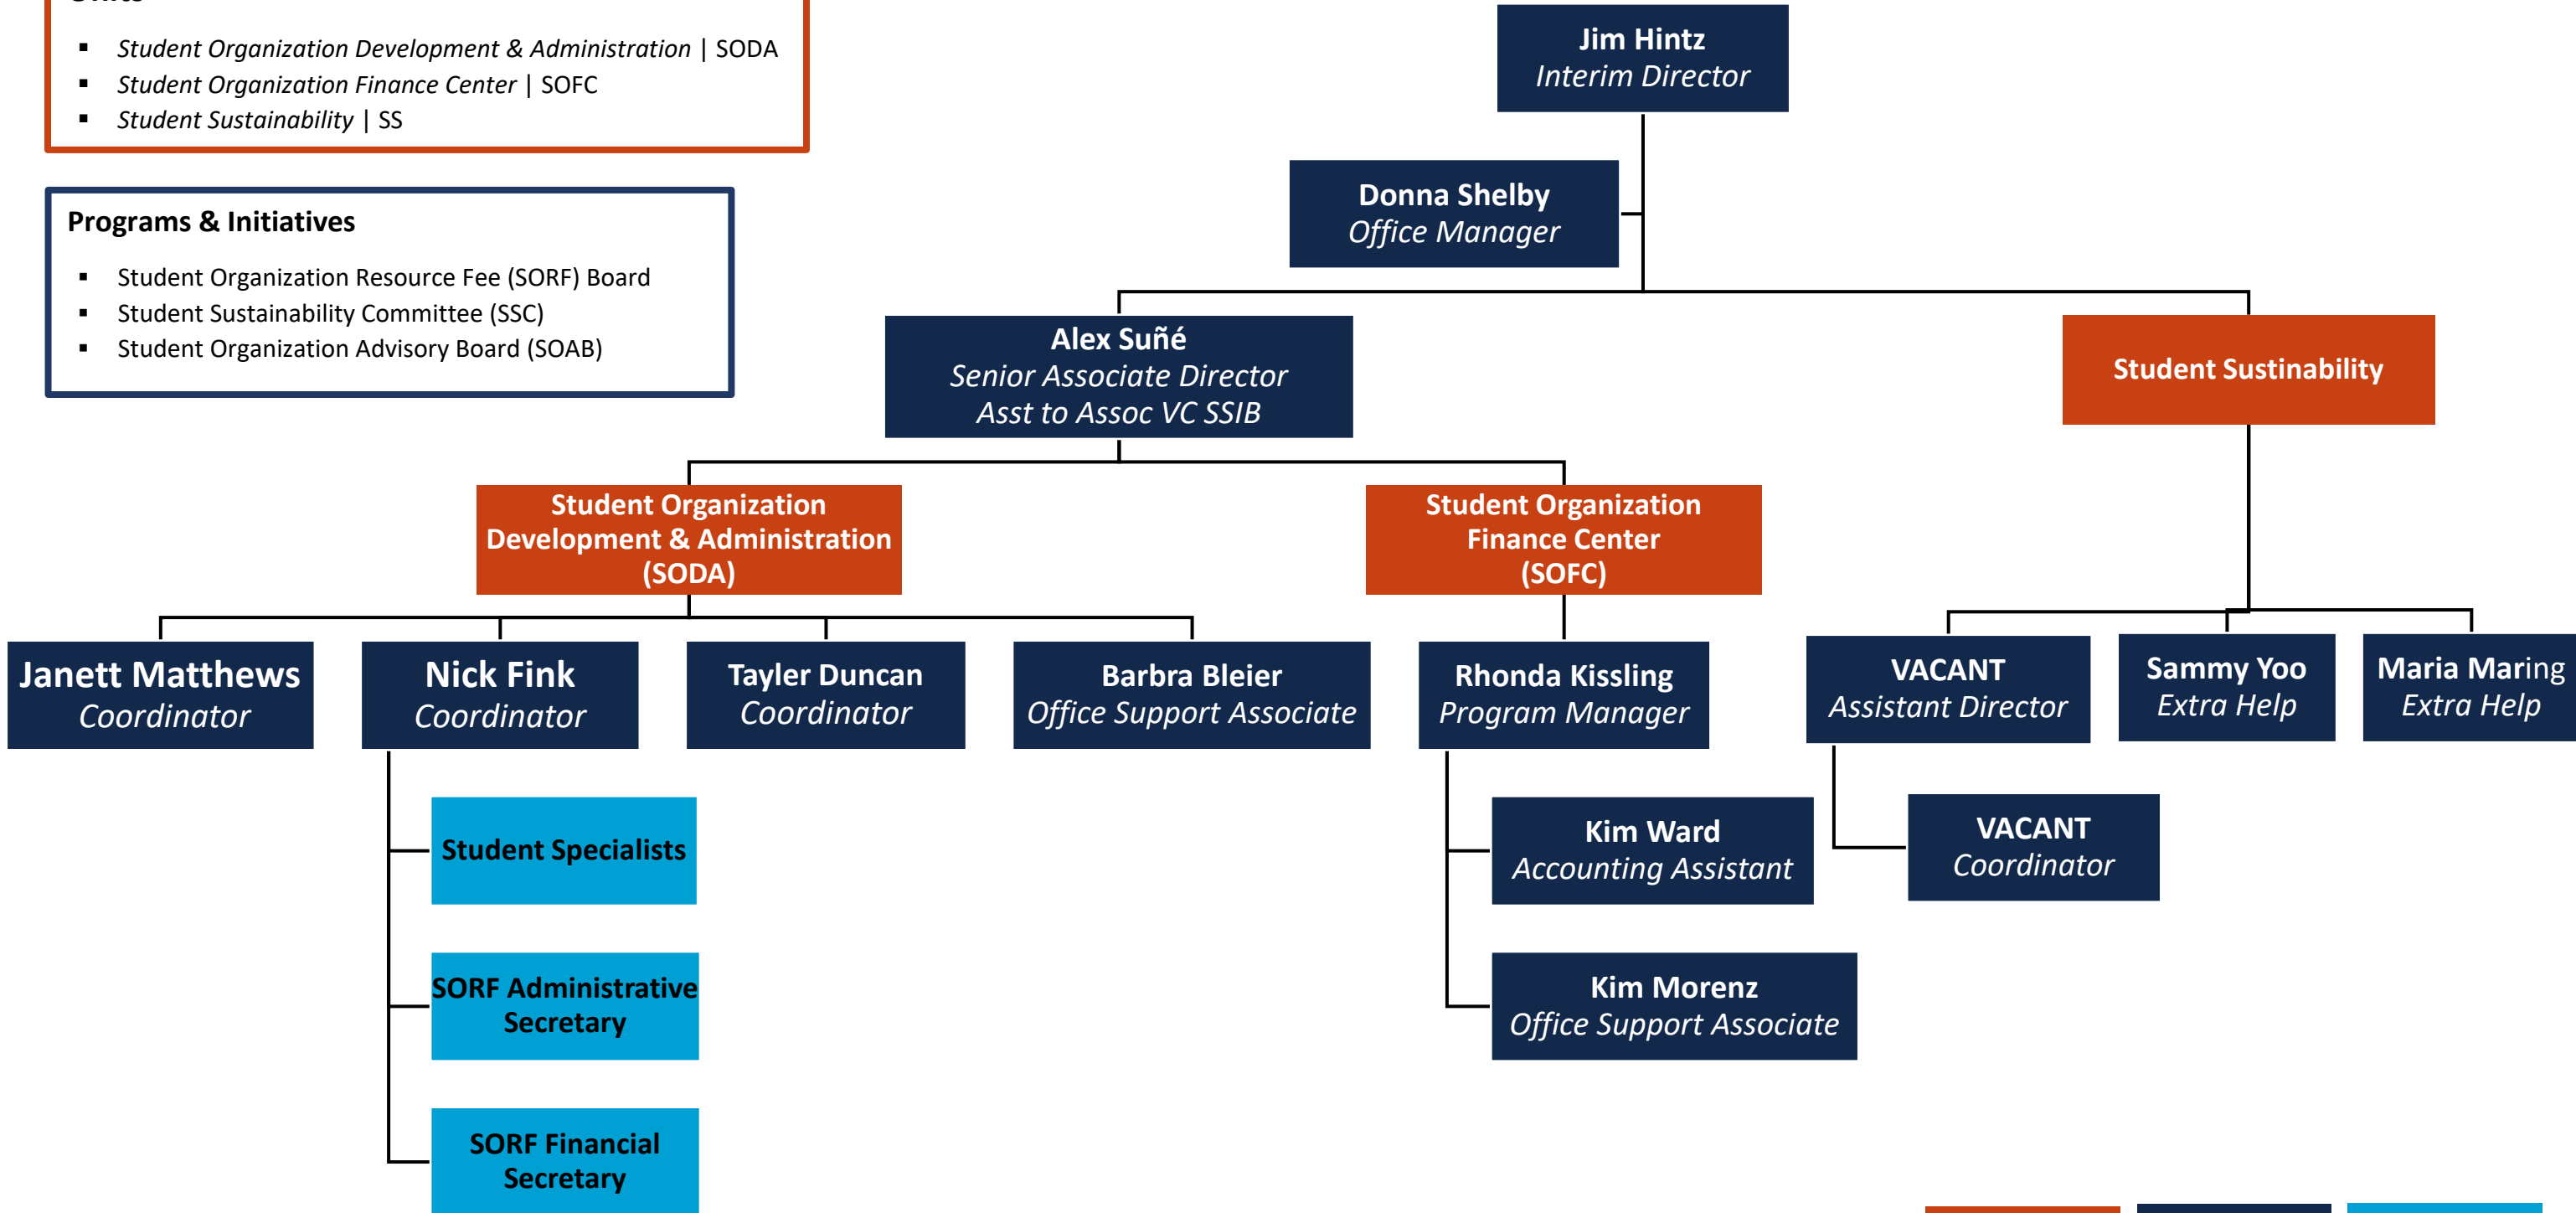 ▪ Student Organization Development & Administration | SODA
▪ Student Organization Finance Center | SOFC
▪ Student Sustainability | SS
Programs & Initiatives
▪ Student Organization Resource Fee (SORF) Board
▪ Student Sustainability Committee (SSC)
▪ Student Organization Advisory Board (SOAB)
Jim Hintz
Interim Director
Donna Shelby
Office Manager
Alex Suñé
Senior Associate Director
Asst to Assoc VC SSIB
Student Sustinability
Student Organization
Development & Administration
(SODA)
Student Organization
Finance Center
(SOFC)
Janett Matthews
Coordinator
Nick Fink
Coordinator
Tayler Duncan
Coordinator
Barbra Bleier
Office Support Associate
Rhonda Kissling
Program Manager
VACANT
Assistant Director
Sammy Yoo
Extra Help
Maria Maring
Extra Help
Student Specialists
SORF Administrative
Secretary
SORF Financial
Secretary
Kim Ward
Accounting Assistant
Kim Morenz
Office Support Associate
VACANT
Coordinator